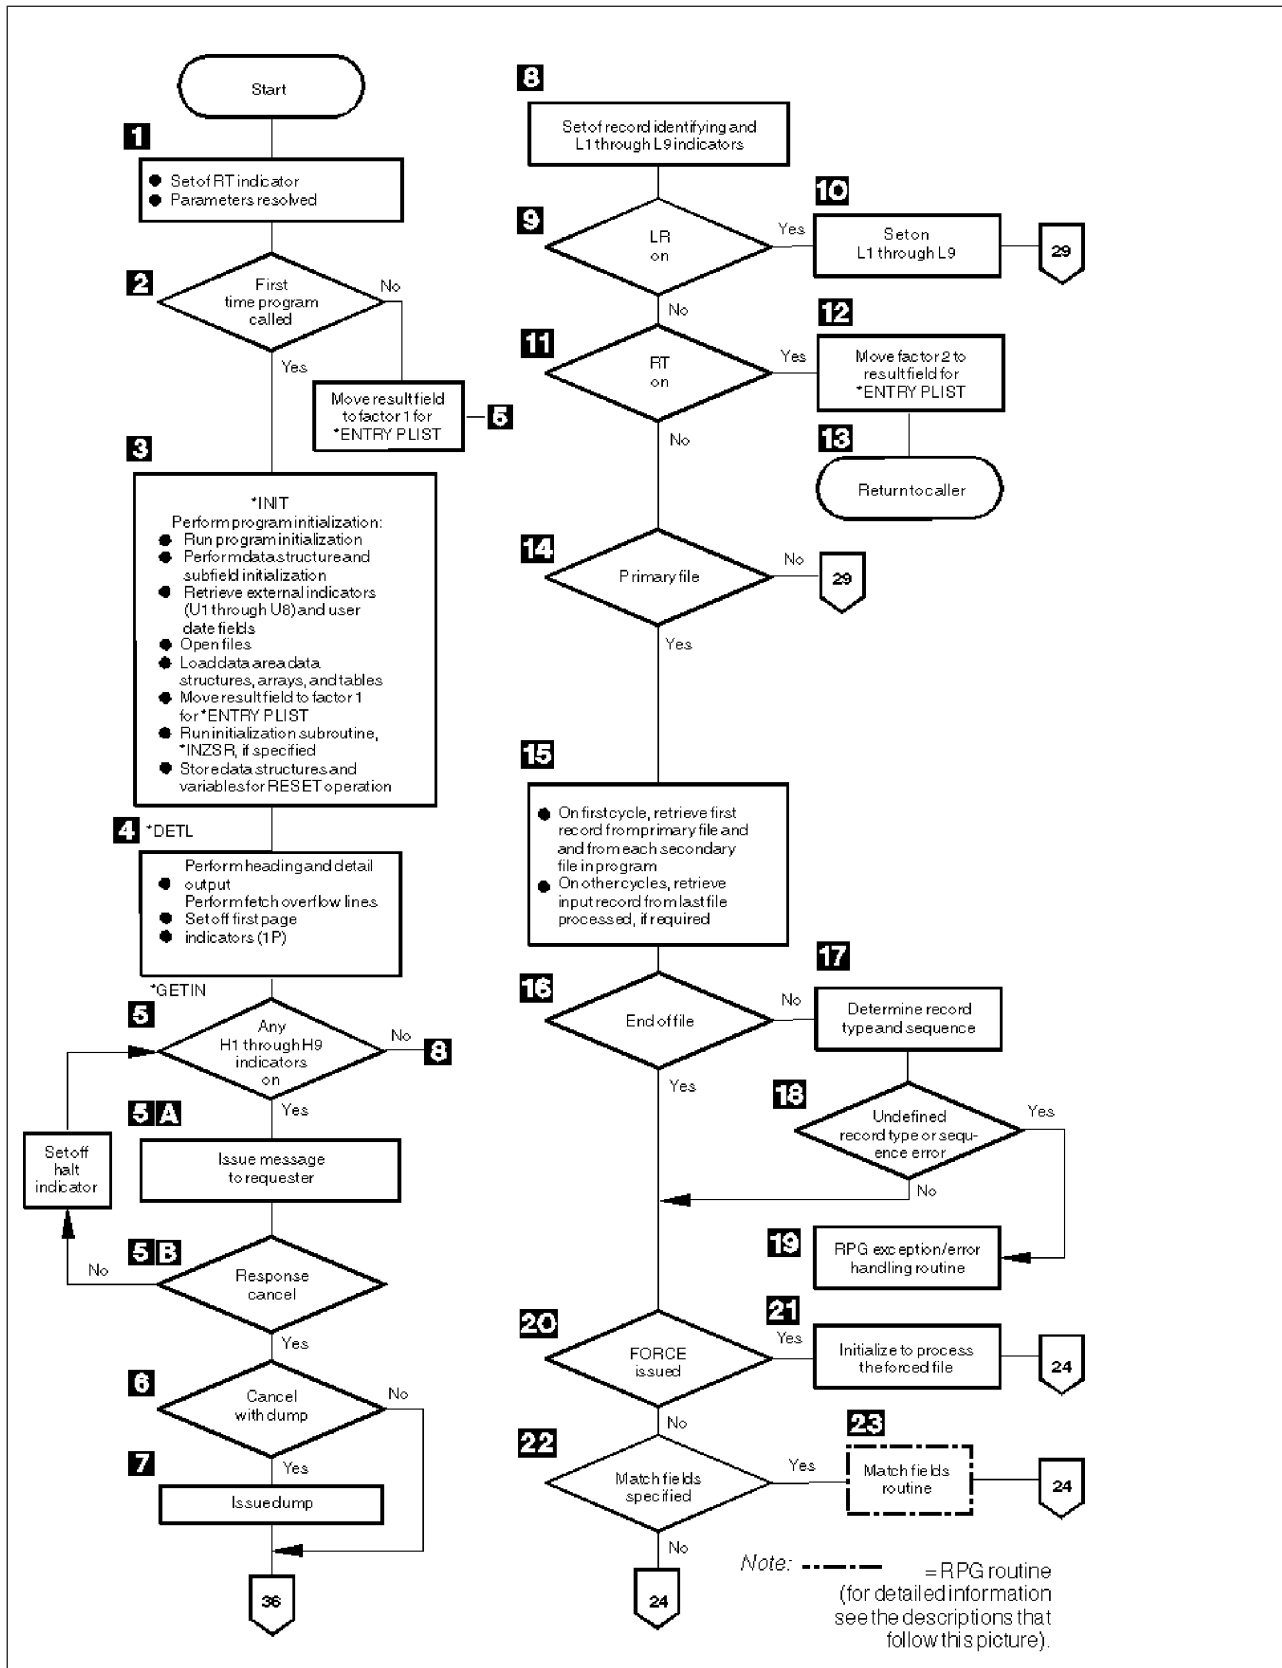 Start
1
Set of RT indicator
Parameters resolved
2
First
time program
called
No
Yes
Move result field
to factor 1 for
*ENTRY PLIST
5
3
*INIT
Perform program initialization:
Run program initialization
Perform data structure and
subfield initialization
Retrieve external indicators
(U1 through U8) and user
date fields
Open files
Load data area data
structures, arrays, and tables
Move result field to factor 1
for *ENTRY PLIST
Run initialization subroutine,
*INZSR, if specified
Store data structures and
variables for RESET operation
4
*DETL
Perform heading and detail
output
Perform fetch overflow lines
Set off first page
indicators (1P)
*GETIN
5
Any
H1 through H9
indicators
on
No
8
Yes
5 A
Issue message
to requester
Set off
halt
indicator
5 B
No
Response
cancel
Yes
6
Cancel
with dump
No
Yes
7
Issue dump
36
8
Set of record identifying and
L1 through L9 indicators
9
LR
on
Yes
10
Set on
L1 through L9
29
No
11
RT
on
Yes
12
Move factor 2 to
result field for
*ENTRY PLIST
13
Return to caller
No
14
Primary file
No
29
Yes
15
On first cycle, retrieve first
record from primary file and
and from each secondary
file in program
On other cycles, retrieve
input record from last file
processed, if required
16
End of file
No
17
Determine record
type and sequence
Yes
18
Undefined
record type or sequ-
ence error
Yes
No
19
RPG exception/error
handling routine
20
FORCE
issued
Yes
21
Initialize to process
the forced file
24
No
22
Match fields
specified
Yes
23
Match fields
routine
24
No
24
Note:
= RPG routine
(for detailed information
see the descriptions that
follow this picture).